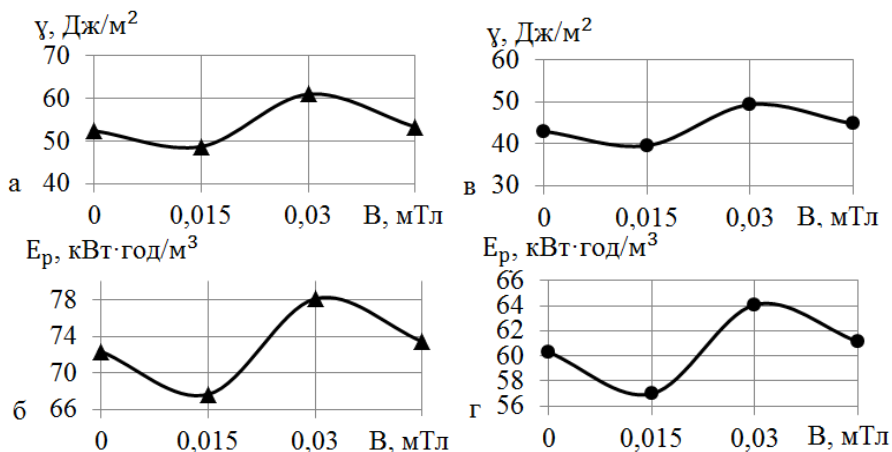 γ, Дж/м²
70
60
50
40
а
0 0,015 0,03 В, мТл
γ, Дж/м²
60
50
40
30
в
0 0,015 0,03 В, мТл
Eₚ, кВт·год/м³
78
74
70
66
б
0 0,015 0,03 В, мТл
Eₚ, кВт·год/м³
66
64
62
60
58
56
г
0 0,015 0,03 В, мТл